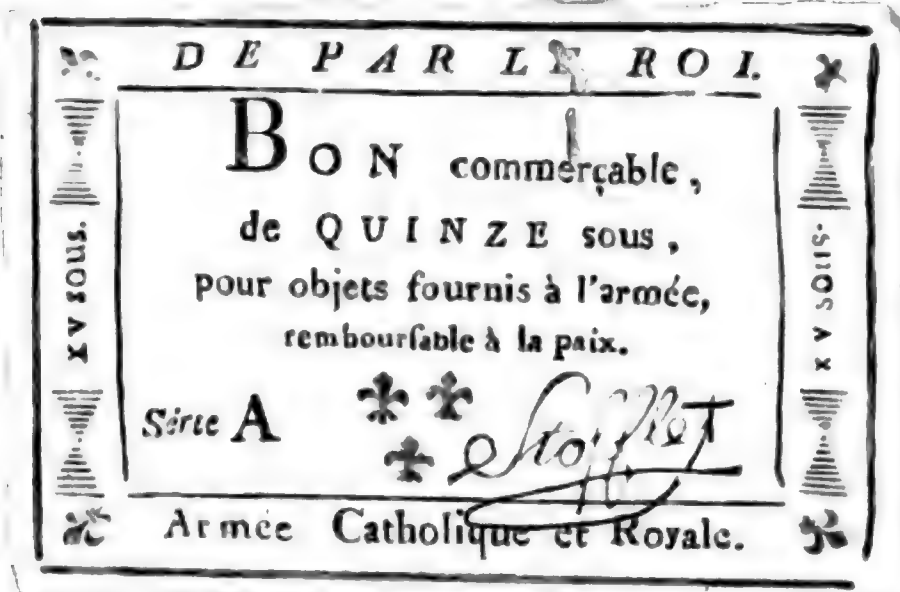 DE PAR LE ROI.
BON commerçable,
de QUINZE sous,
pour objets fournis à l'armée,
rembourſable à la paix.
Série A
Stofflet
Armée Catholique et Royale.
XV SOUS.
XV SOUS.